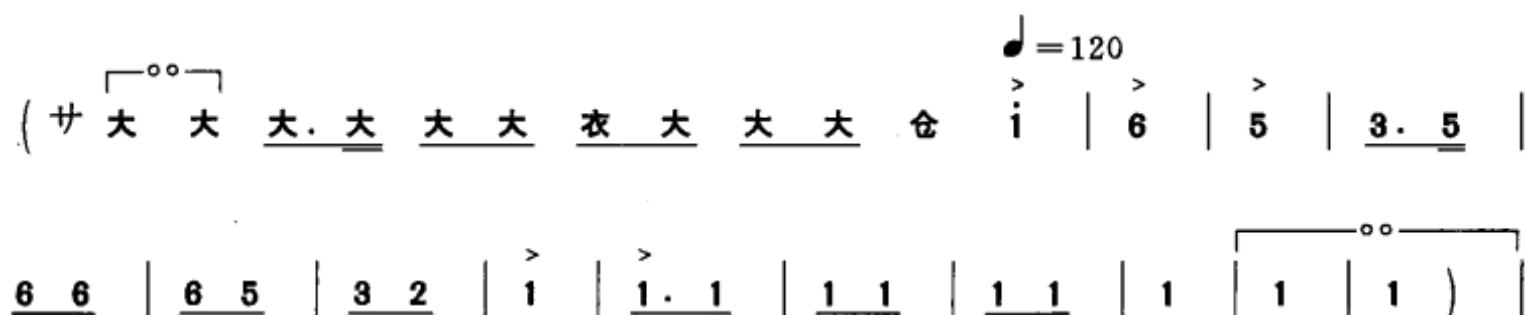 ♩=120
(サ 大 大 大. 大 大 大 衣 大 大 大 仓 i | 6 | 5 | 3. 5 |
6 6 | 6 5 | 3 2 | 1 | 1. 1 | 1 1 | 1 1 | 1 | 1 | 1 )